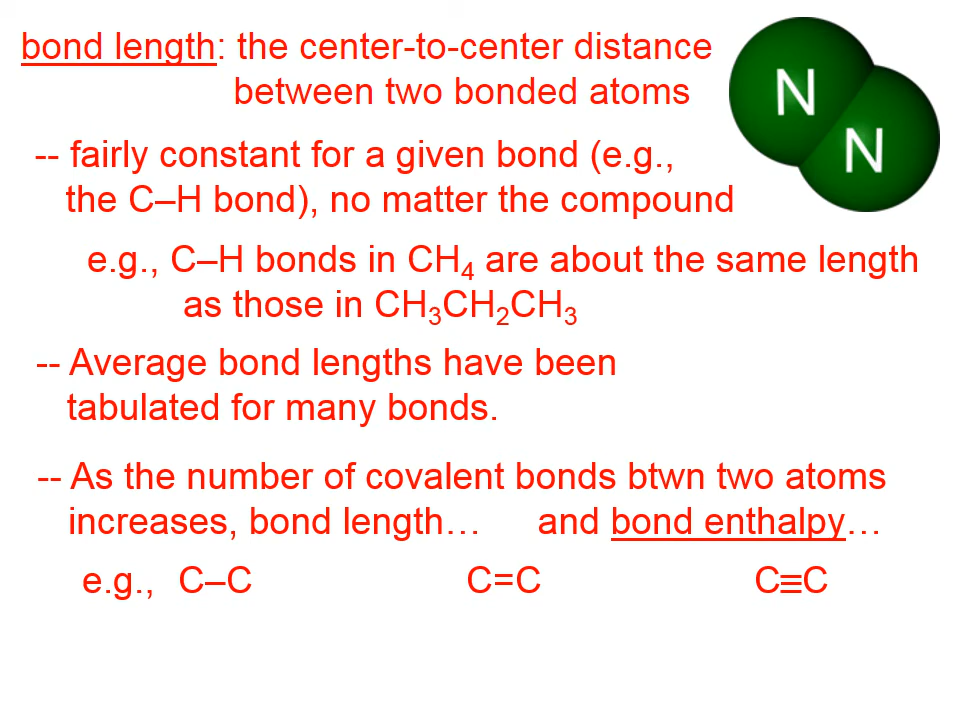 bond length: the center-to-center distance
between two bonded atoms
N
N
-- fairly constant for a given bond (e.g.,
the C–H bond), no matter the compound
e.g., C–H bonds in CH₄ are about the same length
as those in CH₃CH₂CH₃
-- Average bond lengths have been
tabulated for many bonds.
-- As the number of covalent bonds btwn two atoms
increases, bond length… and bond enthalpy…
e.g., C–C C=C C≡C